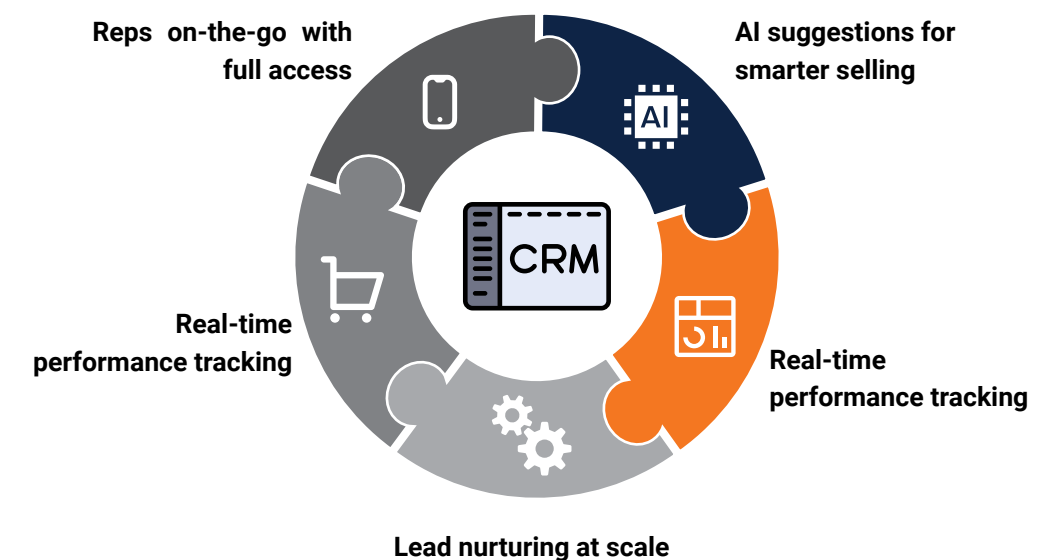 Reps on-the-go with
full access
AI suggestions for
smarter selling
AI
CRM
Real-time
performance tracking
Real-time
performance tracking
Lead nurturing at scale